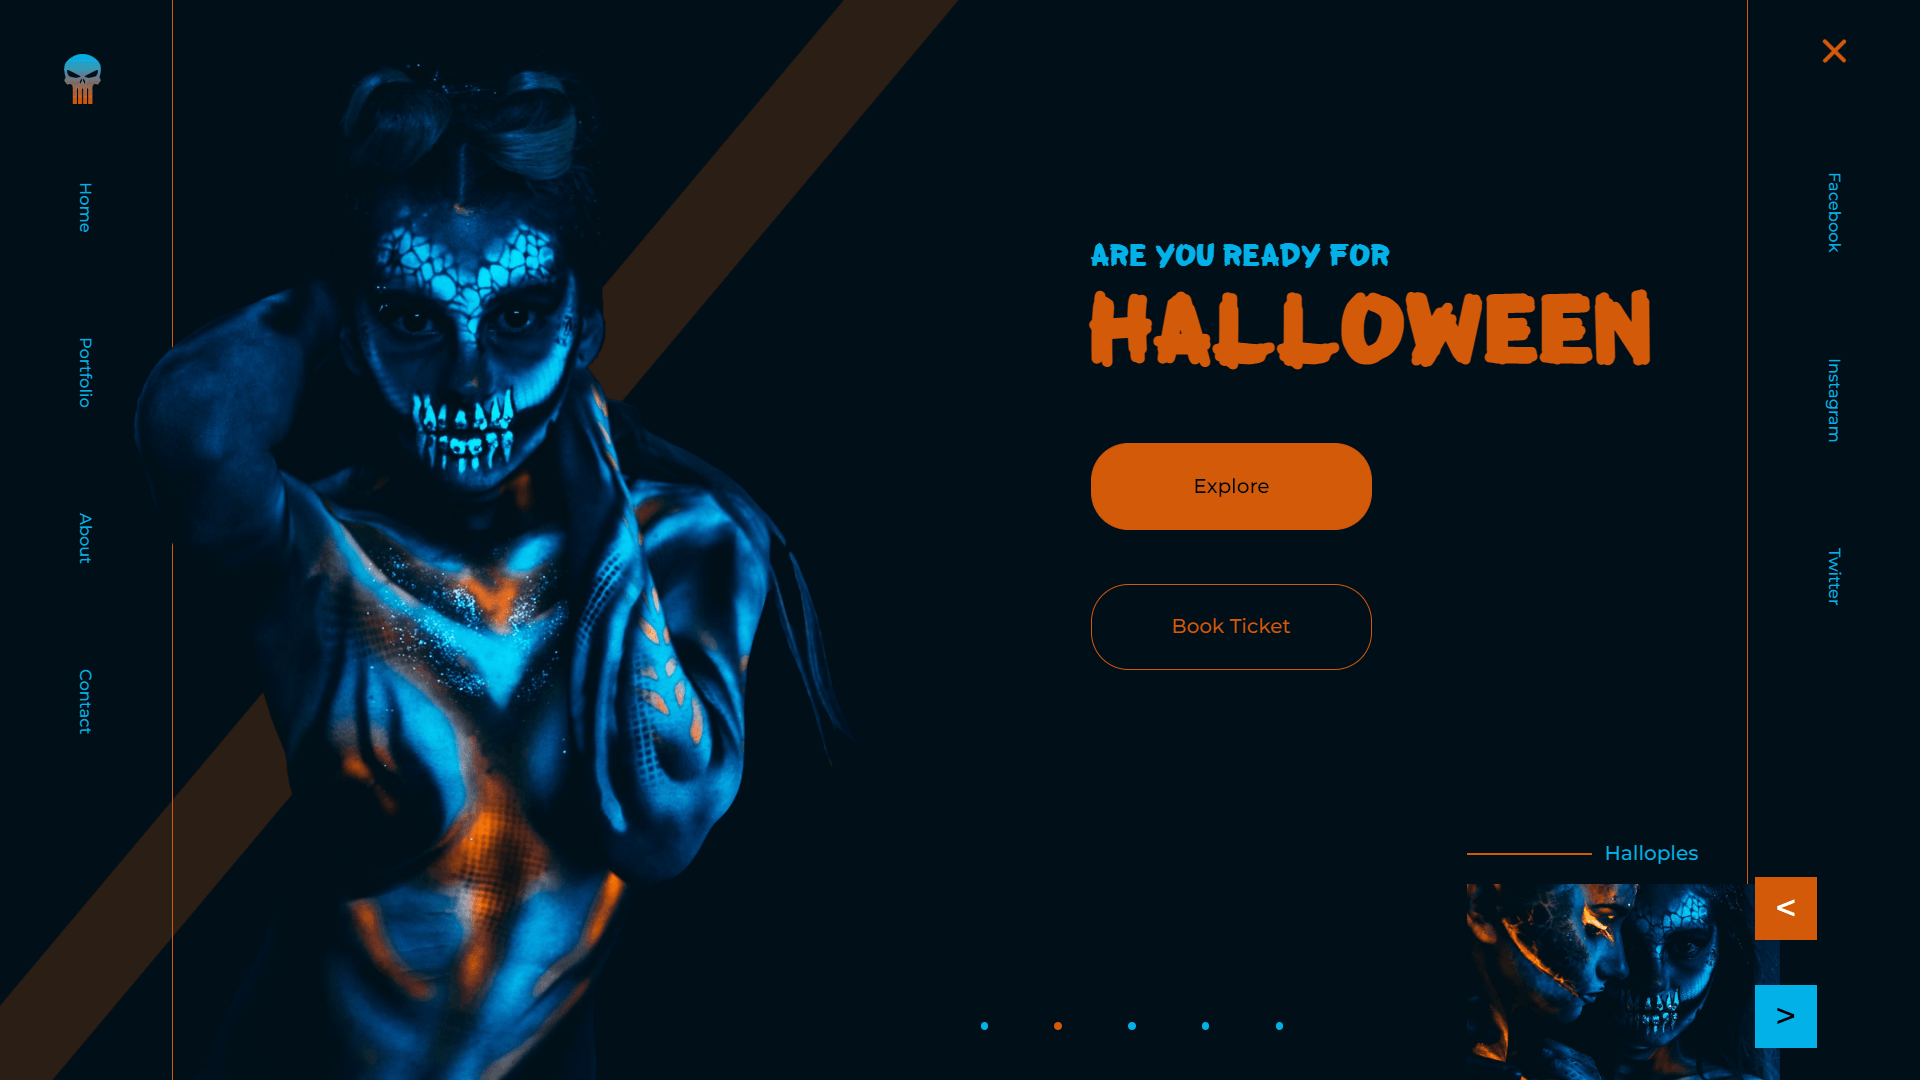 Home
Portfolio
About
Contact
ARE YOU READY FOR
HALLOWEEN
Explore
Book Ticket
Facebook
Instagram
Twitter
Halloples
<
>